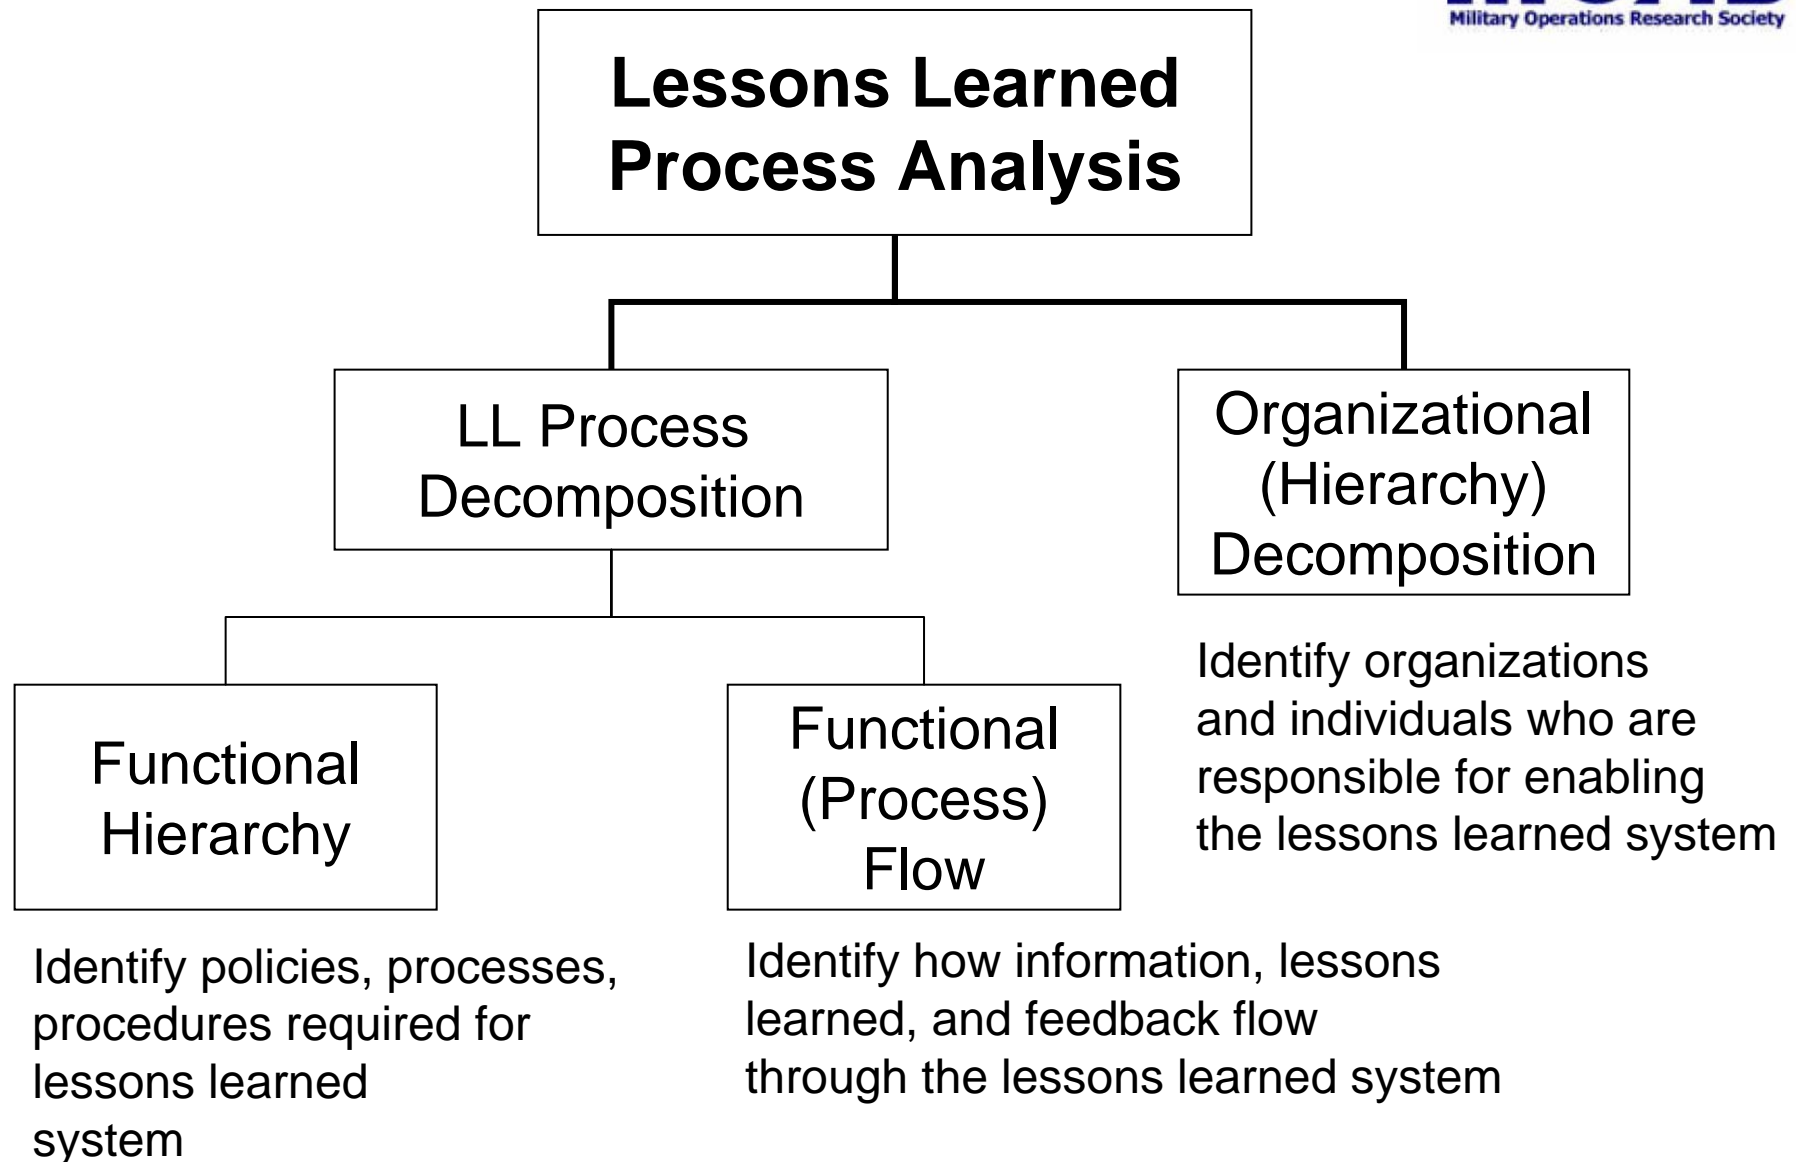 Military Operations Research Society
Lessons Learned
Process Analysis
LL Process
Decomposition
Organizational
(Hierarchy)
Decomposition
Identify organizations
and individuals who are
responsible for enabling
the lessons learned system
Functional
Hierarchy
Functional
(Process)
Flow
Identify policies, processes,
procedures required for
lessons learned
system
Identify how information, lessons
learned, and feedback flow
through the lessons learned system